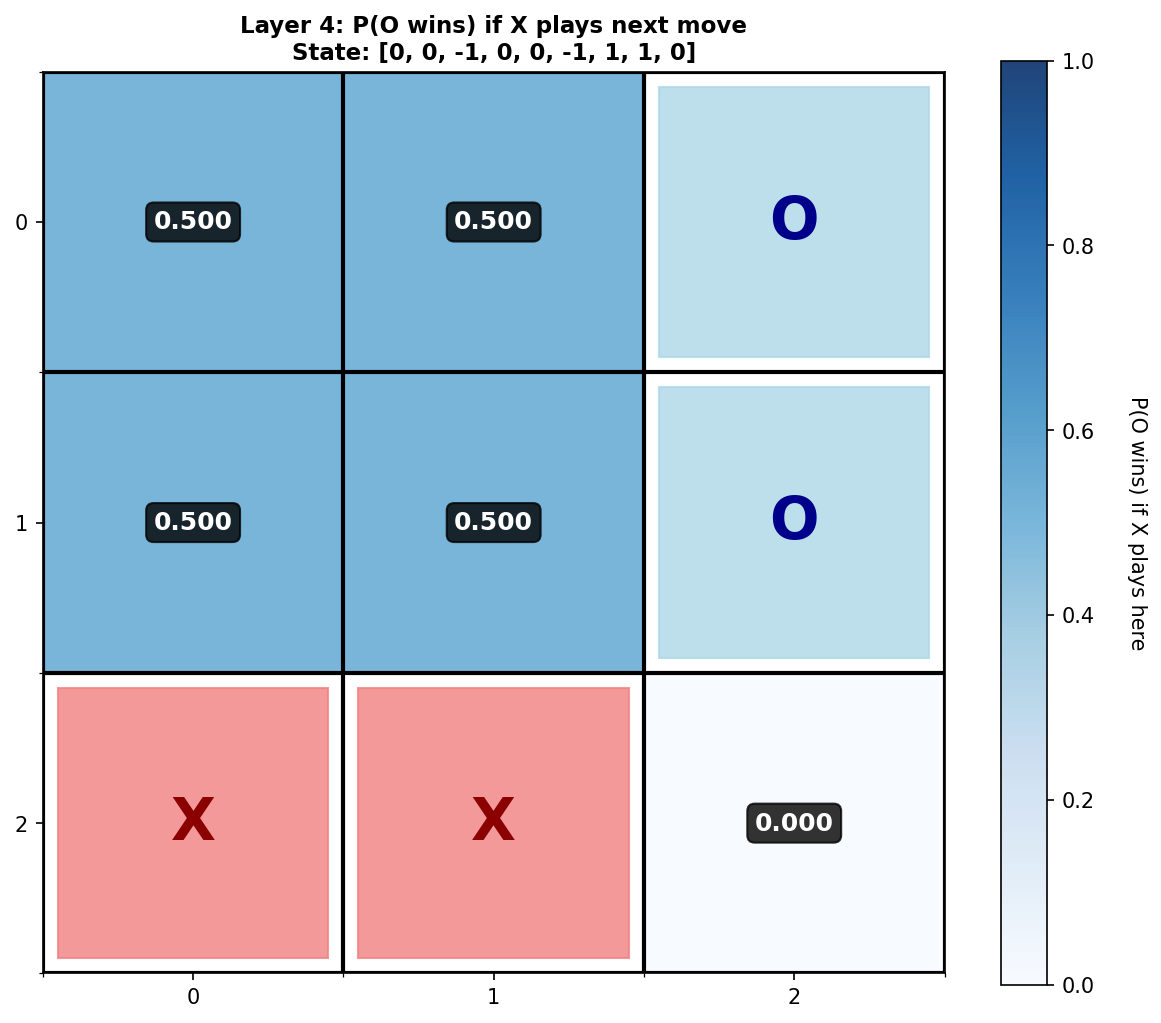 Layer 4: P(O wins) if X plays next move
State: [0, 0, -1, 0, 0, -1, 1, 1, 0]
0
0.500
0.500
O
1
0.500
0.500
O
2
X
X
0.000
0
1
2
1.0
0.8
0.6
0.4
0.2
0.0
P(O wins) if X plays here